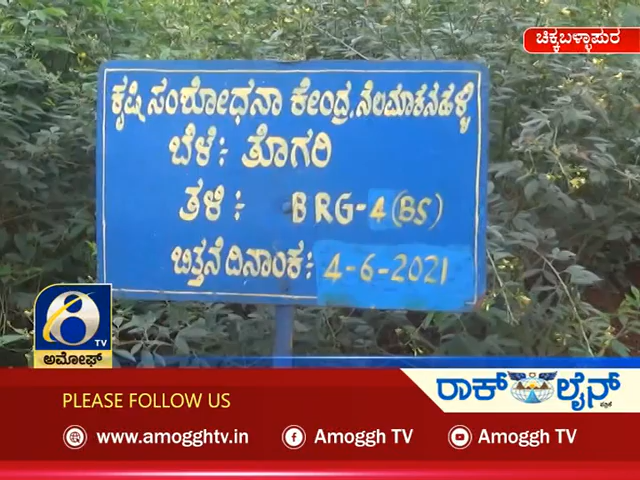 ಚಿಕ್ಕಬಳ್ಳಾಪುರ
ಕೃಷಿ ಸಂಶೋಧನಾ ಕೇಂದ್ರ, ನೆಲಮಾಕನಹಳ್ಳಿ
ಬೆಳೆ: ತೊಗರಿ
ತಳಿ: BRG-4 (BS)
ಬಿತ್ತನೆ ದಿನಾಂಕ: 4-6-2021
TV
ಅಮೋಘ್
ರಾಕ್ ಲೈನ್
PLEASE FOLLOW US
www.amogghtv.in Amoggh TV Amoggh TV